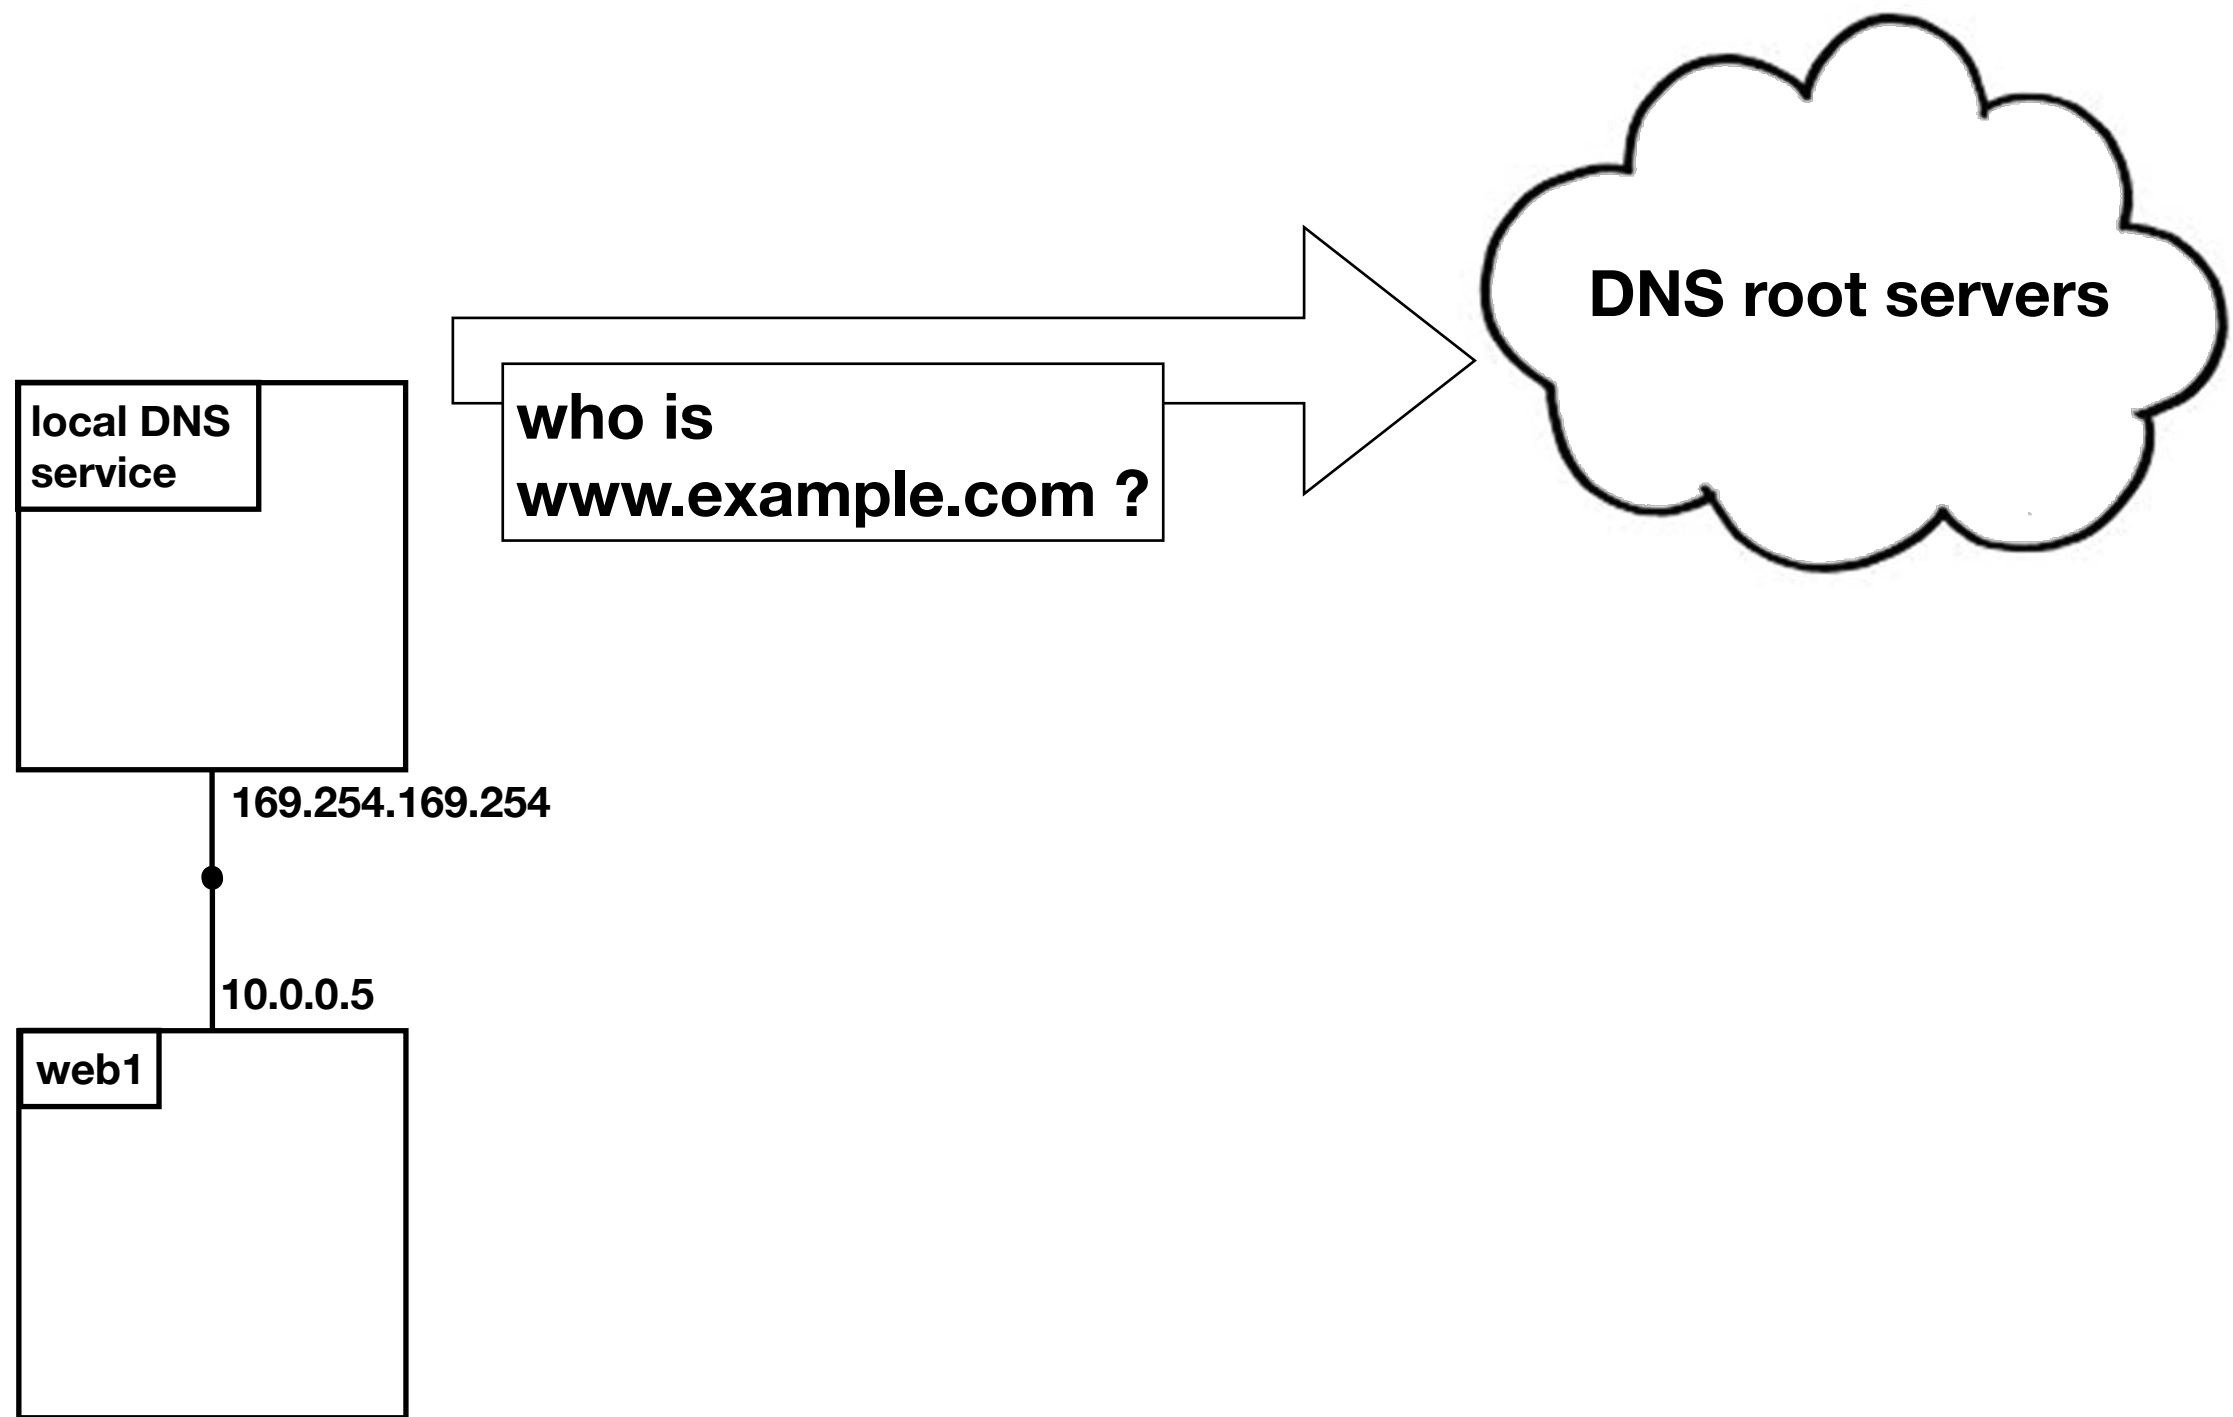 DNS root servers
who is
www.example.com ?
local DNS
service
169.254.169.254
10.0.0.5
web1